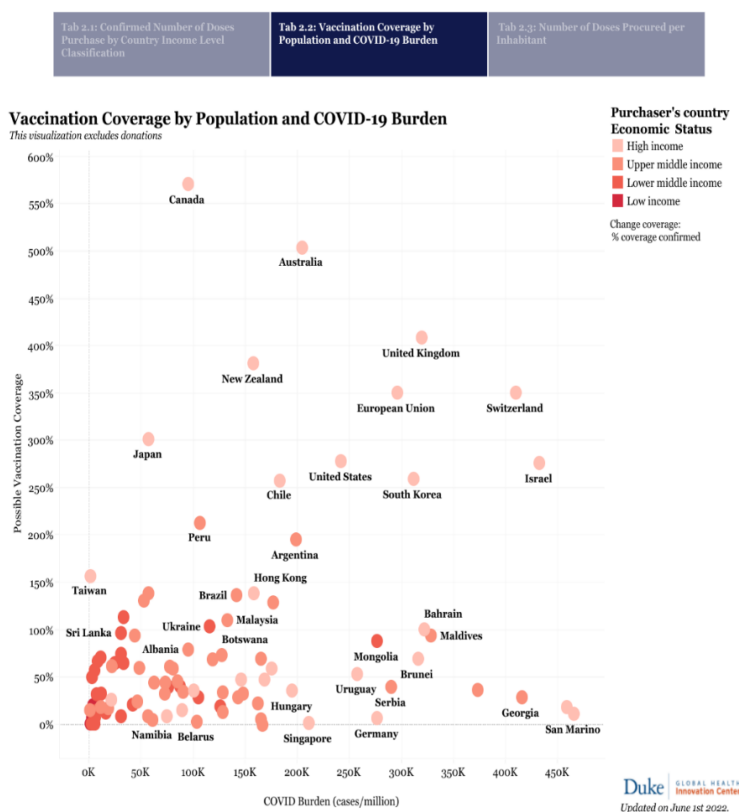 Tab 2.1: Confirmed Number of Doses
Purchase by Country Income Level
Classification
Tab 2.2: Vaccination Coverage by
Population and COVID-19 Burden
Tab 2.3: Number of Doses Procured per
Inhabitant
Vaccination Coverage by Population and COVID-19 Burden
This visualization excludes donations
Purchaser's country
Economic Status
High income
Upper middle income
Lower middle income
Low income
Change coverage:
% coverage confirmed
Possible Vaccination Coverage
600%
550%
500%
450%
400%
350%
300%
250%
200%
150%
100%
50%
0%
Canada
Australia
United Kingdom
New Zealand
European Union
Switzerland
Japan
United States
Israel
Chile
South Korea
Peru
Argentina
Hong Kong
Taiwan
Brazil
Bahrain
Ukraine
Malaysia
Sri Lanka
Maldives
Botswana
Albania
Mongolia
Brunei
Uruguay
Serbia
Hungary
Georgia
San Marino
Namibia
Belarus
Singapore
Germany
0K
50K
100K
150K
200K
250K
300K
350K
400K
450K
COVID Burden (cases/million)
Duke
GLOBAL HEALTH
Innovation Center
Updated on June 1st 2022.